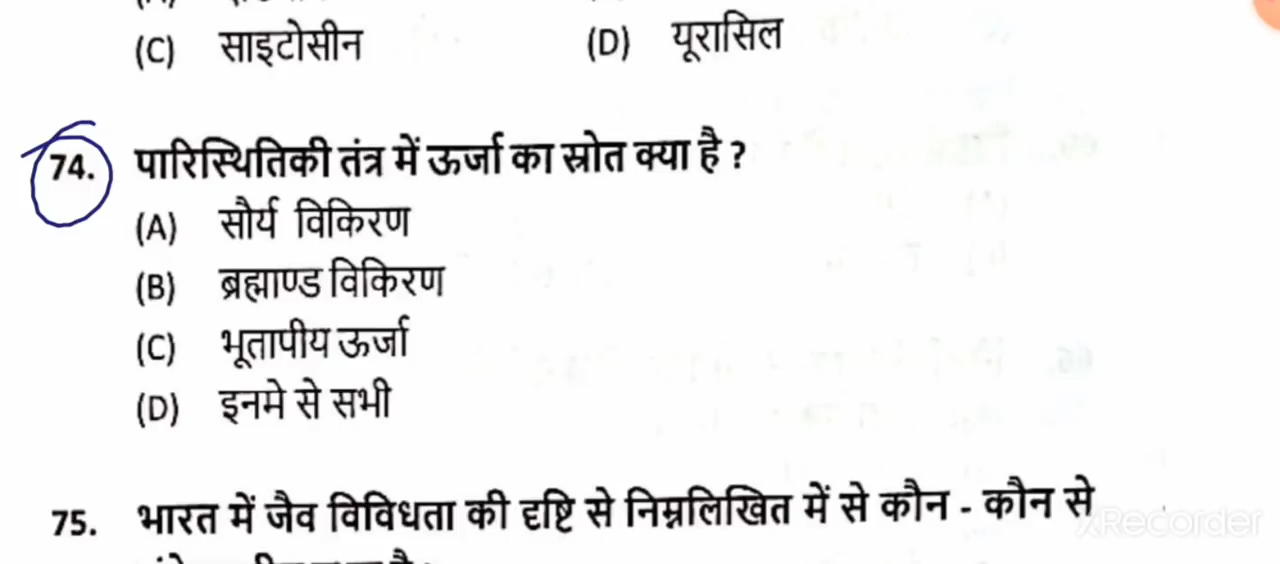 (C) साइटोसीन (D) यूरासिल
74. पारिस्थितिकी तंत्र में ऊर्जा का स्रोत क्या है ?
(A) सौर्य विकिरण
(B) ब्रह्माण्ड विकिरण
(C) भूतापीय ऊर्जा
(D) इनमे से सभी
75. भारत में जैव विविधता की दृष्टि से निम्नलिखित में से कौन - कौन से
XRecorder